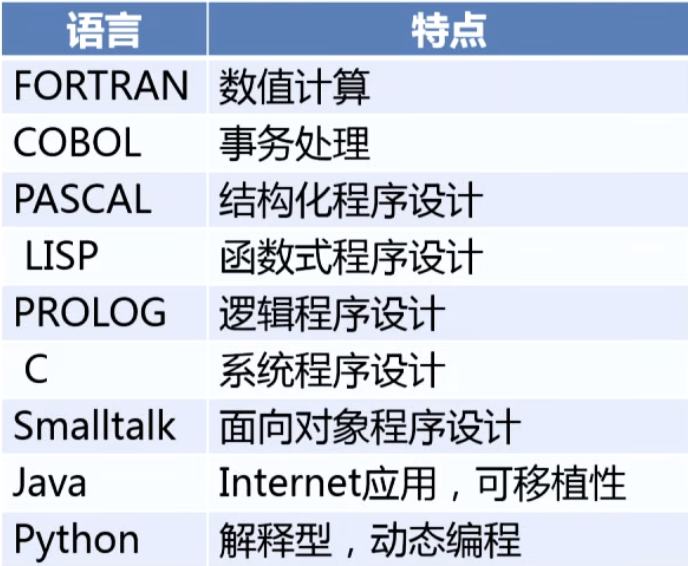 语言 特点
FORTRAN 数值计算
COBOL 事务处理
PASCAL 结构化程序设计
LISP 函数式程序设计
PROLOG 逻辑程序设计
C 系统程序设计
Smalltalk 面向对象程序设计
Java Internet应用，可移植性
Python 解释型，动态编程